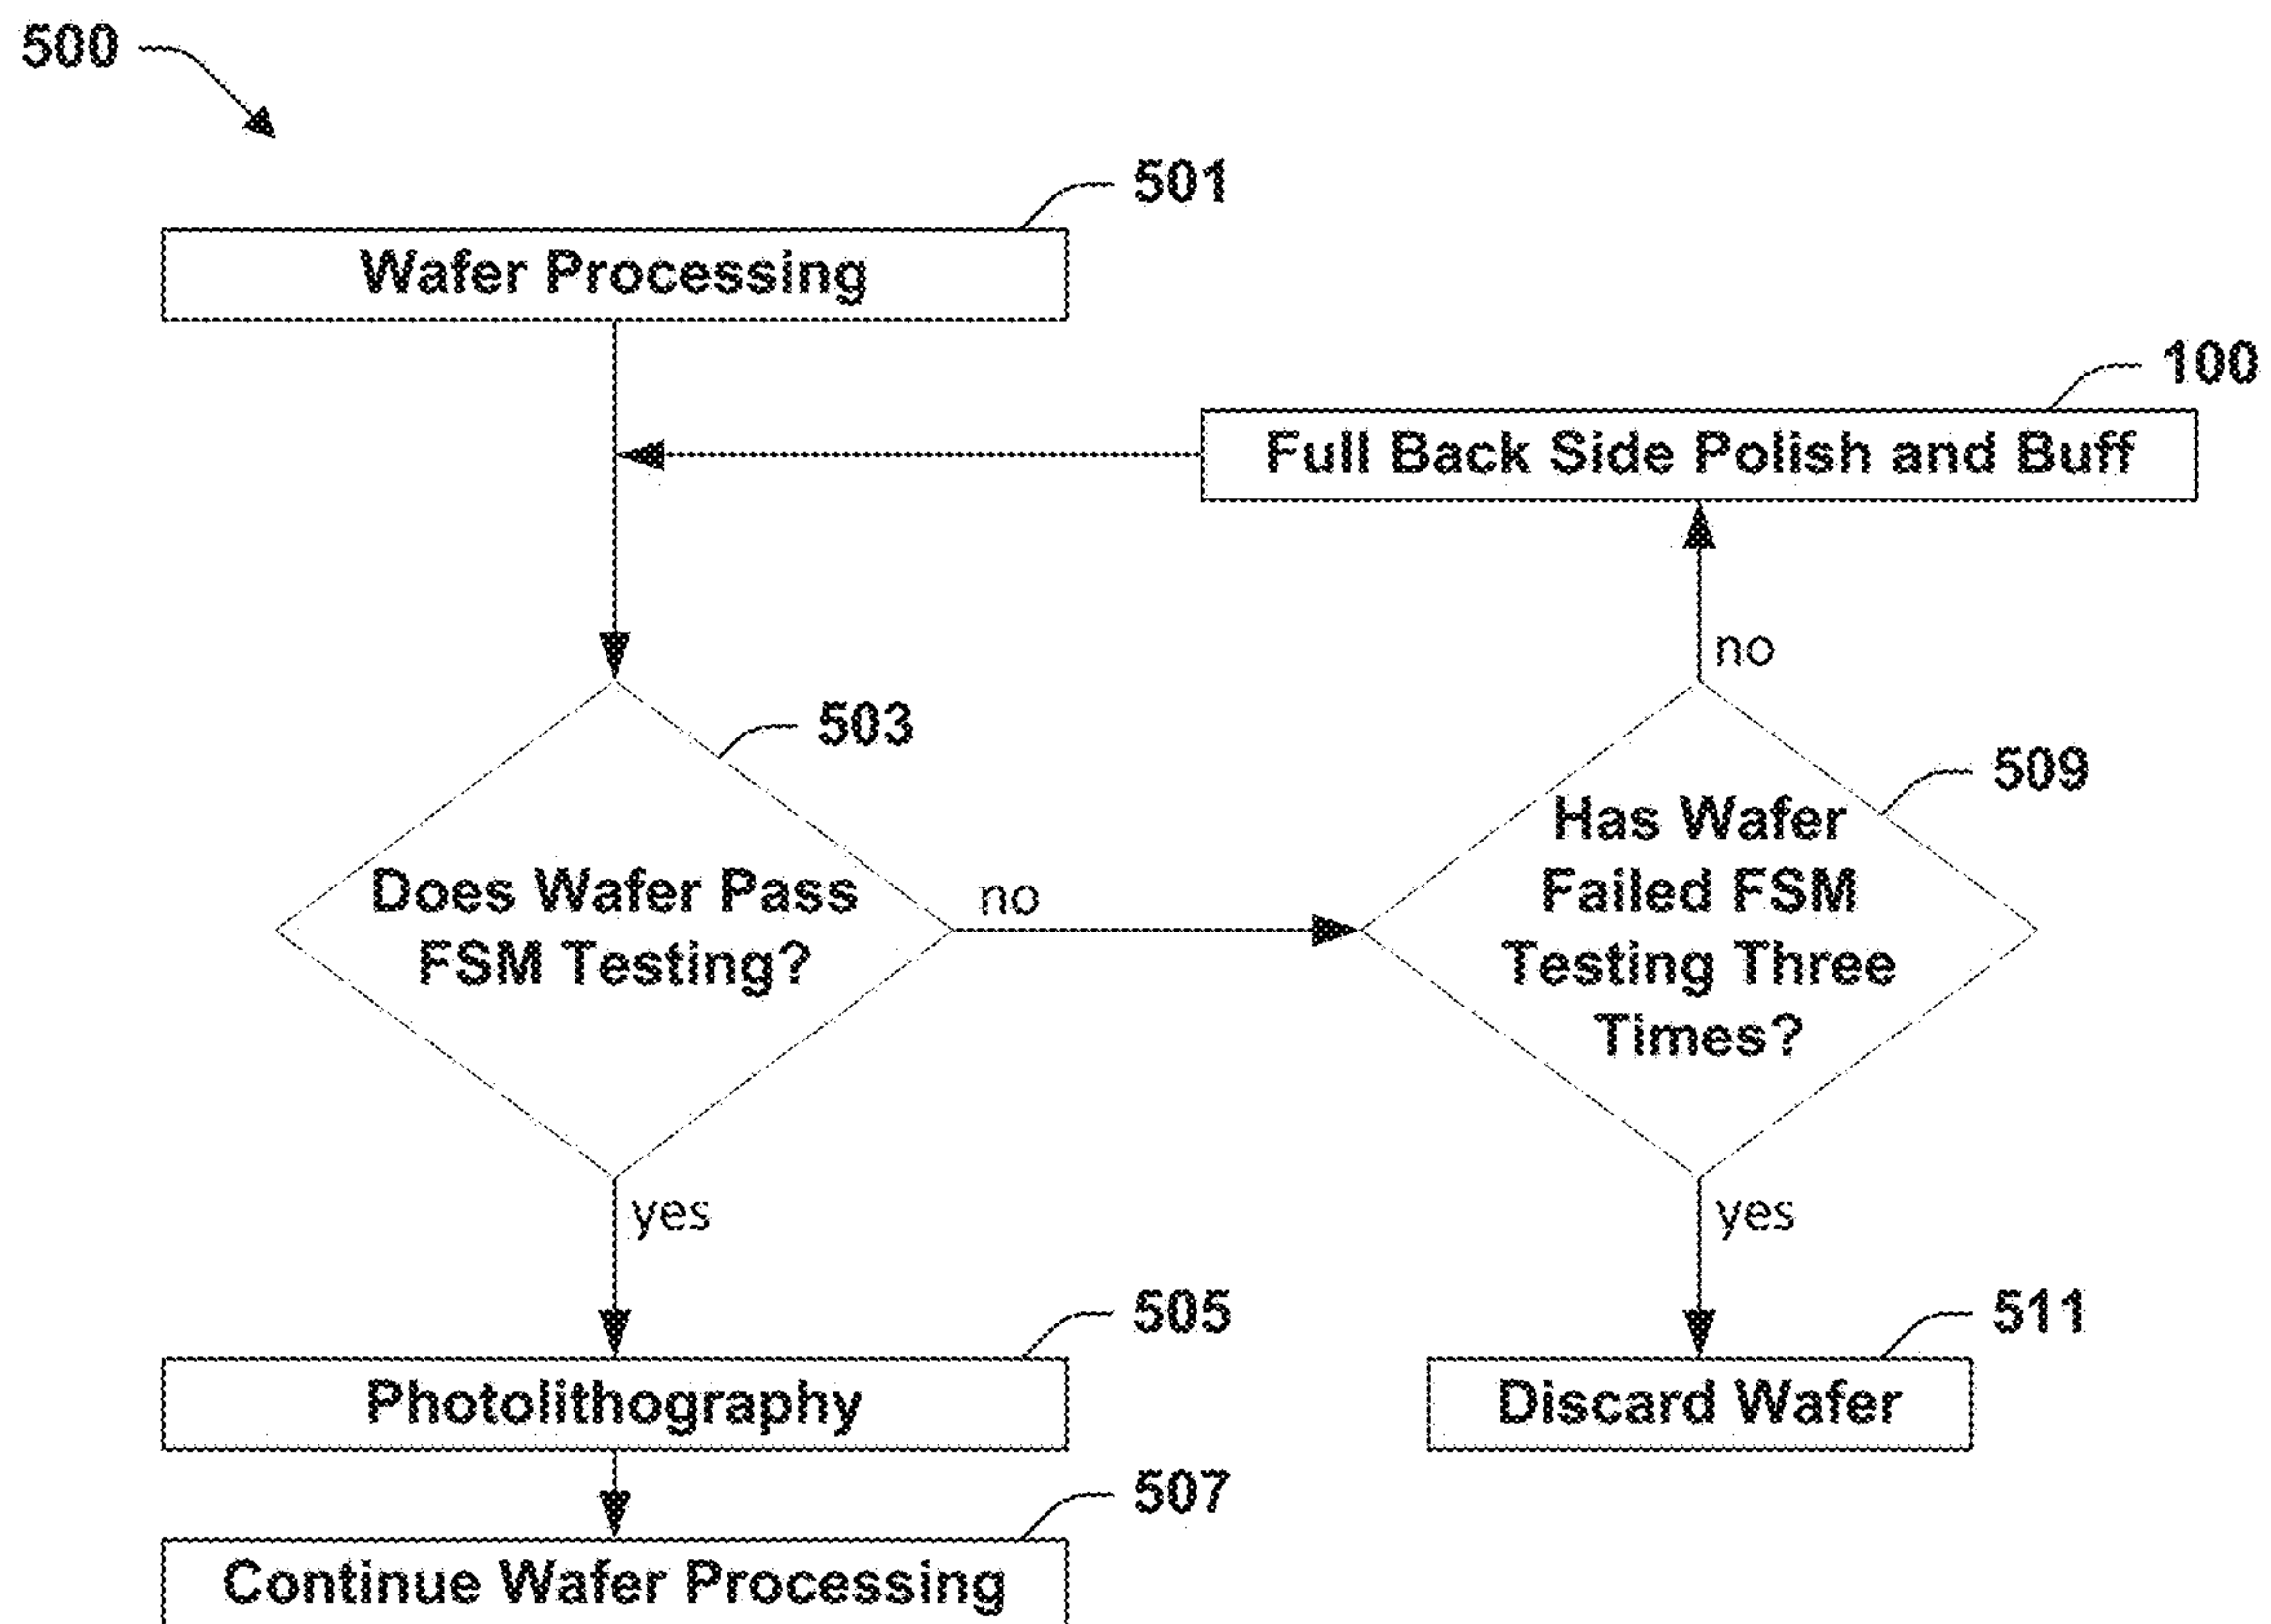 500
501
Wafer Processing
100
Full Back Side Polish and Buff
no
503
509
Does Wafer Pass
FSM Testing?
no
Has Wafer
Failed FSM
Testing Three
Times?
yes
yes
505
511
Photolithography
Discard Wafer
507
Continue Wafer Processing